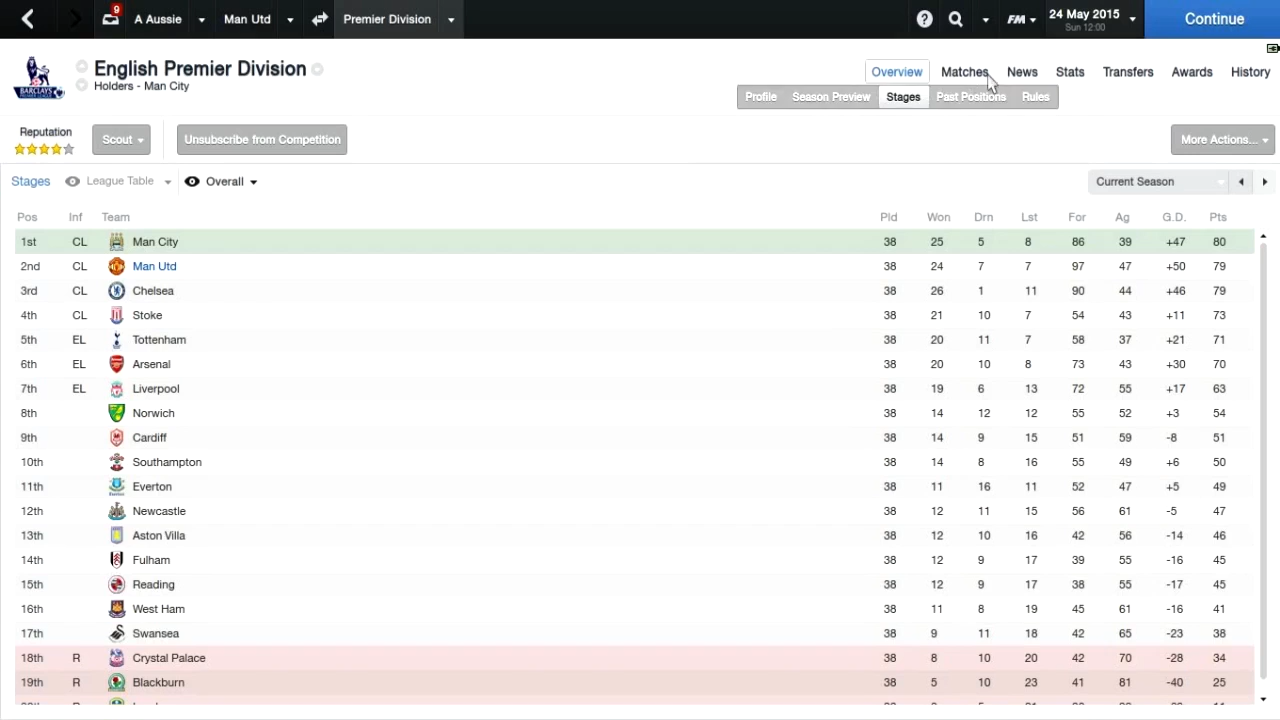 9 A Aussie Man Utd Premier Division FM 24 May 2015 Continue
Sun 12:00
English Premier Division
Holders - Man City
Overview Matches News Stats Transfers Awards History
Profile Season Preview Stages Past Positions Rules
Reputation
Scout Unsubscribe from Competition More Actions...
Stages League Table Overall Current Season
Pos Inf Team Pld Won Drn Lst For Ag G.D. Pts
1st CL Man City 38 25 5 8 86 39 +47 80
2nd CL Man Utd 38 24 7 7 97 47 +50 79
3rd CL Chelsea 38 26 1 11 90 44 +46 79
4th CL Stoke 38 21 10 7 54 43 +11 73
5th EL Tottenham 38 20 11 7 58 37 +21 71
6th EL Arsenal 38 20 10 8 73 43 +30 70
7th EL Liverpool 38 19 6 13 72 55 +17 63
8th Norwich 38 14 12 12 55 52 +3 54
9th Cardiff 38 14 9 15 51 59 -8 51
10th Southampton 38 14 8 16 55 49 +6 50
11th Everton 38 11 16 11 52 47 +5 49
12th Newcastle 38 12 11 15 56 61 -5 47
13th Aston Villa 38 12 10 16 42 56 -14 46
14th Fulham 38 12 9 17 39 55 -16 45
15th Reading 38 12 9 17 38 55 -17 45
16th West Ham 38 11 8 19 45 61 -16 41
17th Swansea 38 9 11 18 42 65 -23 38
18th R Crystal Palace 38 8 10 20 42 70 -28 34
19th R Blackburn 38 5 10 23 41 81 -40 25